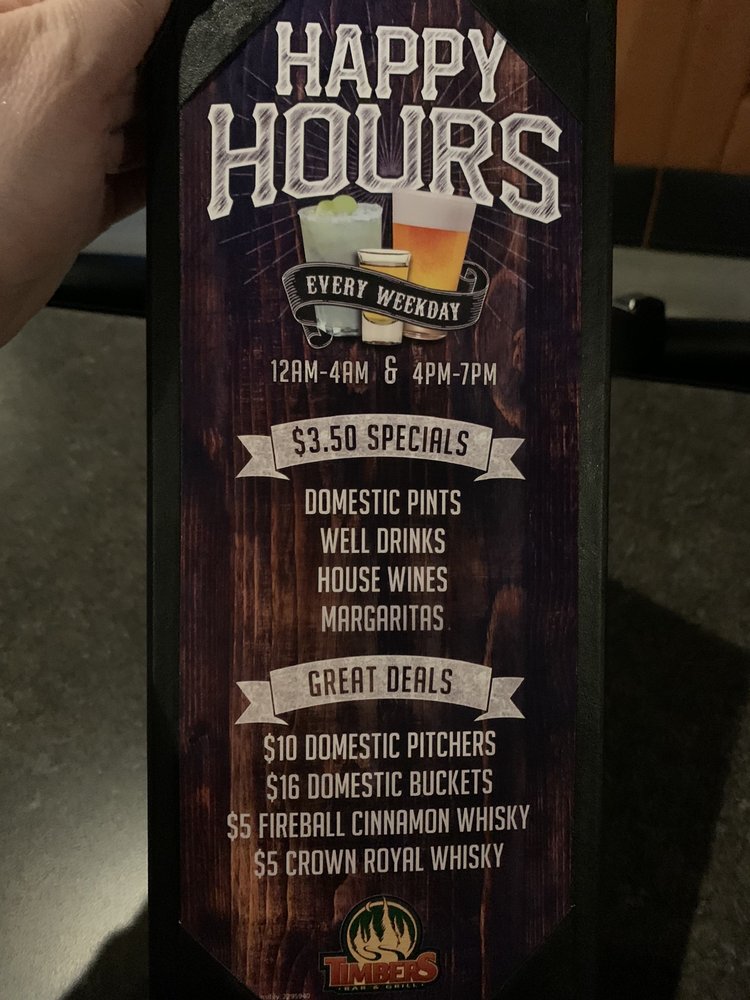 HAPPY
HOURS
EVERY WEEKDAY
12AM-4AM & 4PM-7PM
$3.50 SPECIALS
DOMESTIC PINTS
WELL DRINKS
HOUSE WINES
MARGARITAS
GREAT DEALS
$10 DOMESTIC PITCHERS
$16 DOMESTIC BUCKETS
$5 FIREBALL CINNAMON WHISKY
$5 CROWN ROYAL WHISKY
TIMBERS
BAR & GRILL